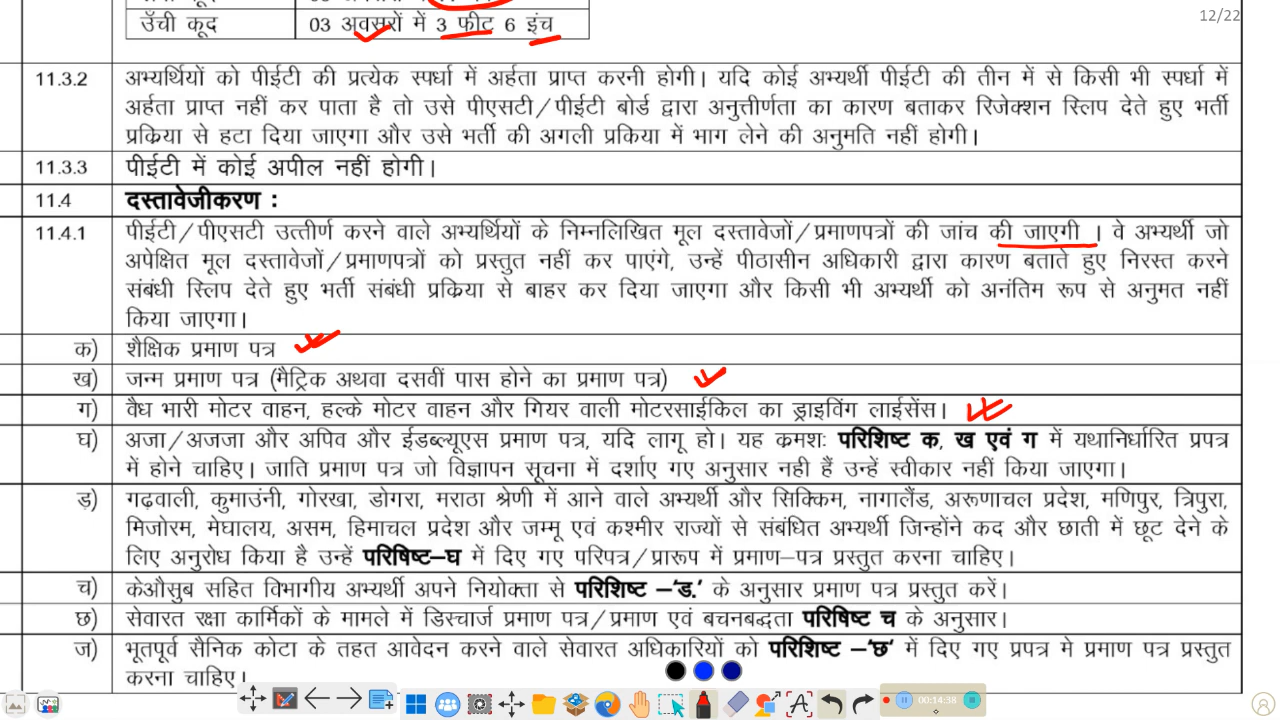 12/22
उँची कूद 03 अवसरों में 3 फीट 6 इंच
11.3.2 अभ्यर्थियों को पीईटी की प्रत्येक स्पर्धा में अर्हता प्राप्त करनी होगी। यदि कोई अभ्यर्थी पीईटी की तीन में से किसी भी स्पर्धा में
अर्हता प्राप्त नहीं कर पाता है तो उसे पीएसटी/पीईटी बोर्ड द्वारा अनुत्तीर्णता का कारण बताकर रिजेक्शन स्लिप देते हुए भर्ती
प्रक्रिया से हटा दिया जाएगा और उसे भर्ती की अगली प्रकिया में भाग लेने की अनुमति नहीं होगी।
11.3.3 पीईटी में कोई अपील नहीं होगी।
11.4 दस्तावेजीकरण :
11.4.1 पीईटी/पीएसटी उत्तीर्ण करने वाले अभ्यर्थियों के निम्नलिखित मूल दस्तावेजों/प्रमाणपत्रों की जांच की जाएगी । वे अभ्यर्थी जो
अपेक्षित मूल दस्तावेजों/प्रमाणपत्रों को प्रस्तुत नहीं कर पाएंगे, उन्हें पीठासीन अधिकारी द्वारा कारण बताते हुए निरस्त करने
संबंधी स्लिप देते हुए भर्ती संबंधी प्रक्रिया से बाहर कर दिया जाएगा और किसी भी अभ्यर्थी को अनंतिम रूप से अनुमत नहीं
किया जाएगा।
क) शैक्षिक प्रमाण पत्र
ख) जन्म प्रमाण पत्र (मैट्रिक अथवा दसवीं पास होने का प्रमाण पत्र)
ग) वैध भारी मोटर वाहन, हल्के मोटर वाहन और गियर वाली मोटरसाईकिल का ड्राइविंग लाईसेंस।
घ) अजा/अजजा और अपिव और ईडब्ल्यूएस प्रमाण पत्र, यदि लागू हो। यह क्रमशः परिशिष्ट क, ख एवं ग में यथानिर्धारित प्रपत्र
में होने चाहिए। जाति प्रमाण पत्र जो विज्ञापन सूचना में दर्शाए गए अनुसार नही हैं उन्हें स्वीकार नहीं किया जाएगा।
ड़) गढ़वाली, कुमाउंनी, गोरखा, डोगरा, मराठा श्रेणी में आने वाले अभ्यर्थी और सिक्किम, नागालैंड, अरूणाचल प्रदेश, मणिपुर, त्रिपुरा,
मिजोरम, मेघालय, असम, हिमाचल प्रदेश और जम्मू एवं कश्मीर राज्यों से संबंधित अभ्यर्थी जिन्होंने कद और छाती में छूट देने के
लिए अनुरोध किया है उन्हें परिषिष्ट–घ में दिए गए परिपत्र/प्रारूप में प्रमाण–पत्र प्रस्तुत करना चाहिए।
च) केऔसुब सहित विभागीय अभ्यर्थी अपने नियोक्ता से परिशिष्ट –'ड.' के अनुसार प्रमाण पत्र प्रस्तुत करें।
छ) सेवारत रक्षा कार्मिकों के मामले में डिस्चार्ज प्रमाण पत्र/प्रमाण एवं बचनबद्धता परिषिष्ट च के अनुसार।
ज) भूतपूर्व सैनिक कोटा के तहत आवेदन करने वाले सेवारत अधिकारियों को परिशिष्ट –'छ' में दिए गए प्रपत्र मे प्रमाण पत्र प्रस्तुत
करना चाहिए।
00:14:38